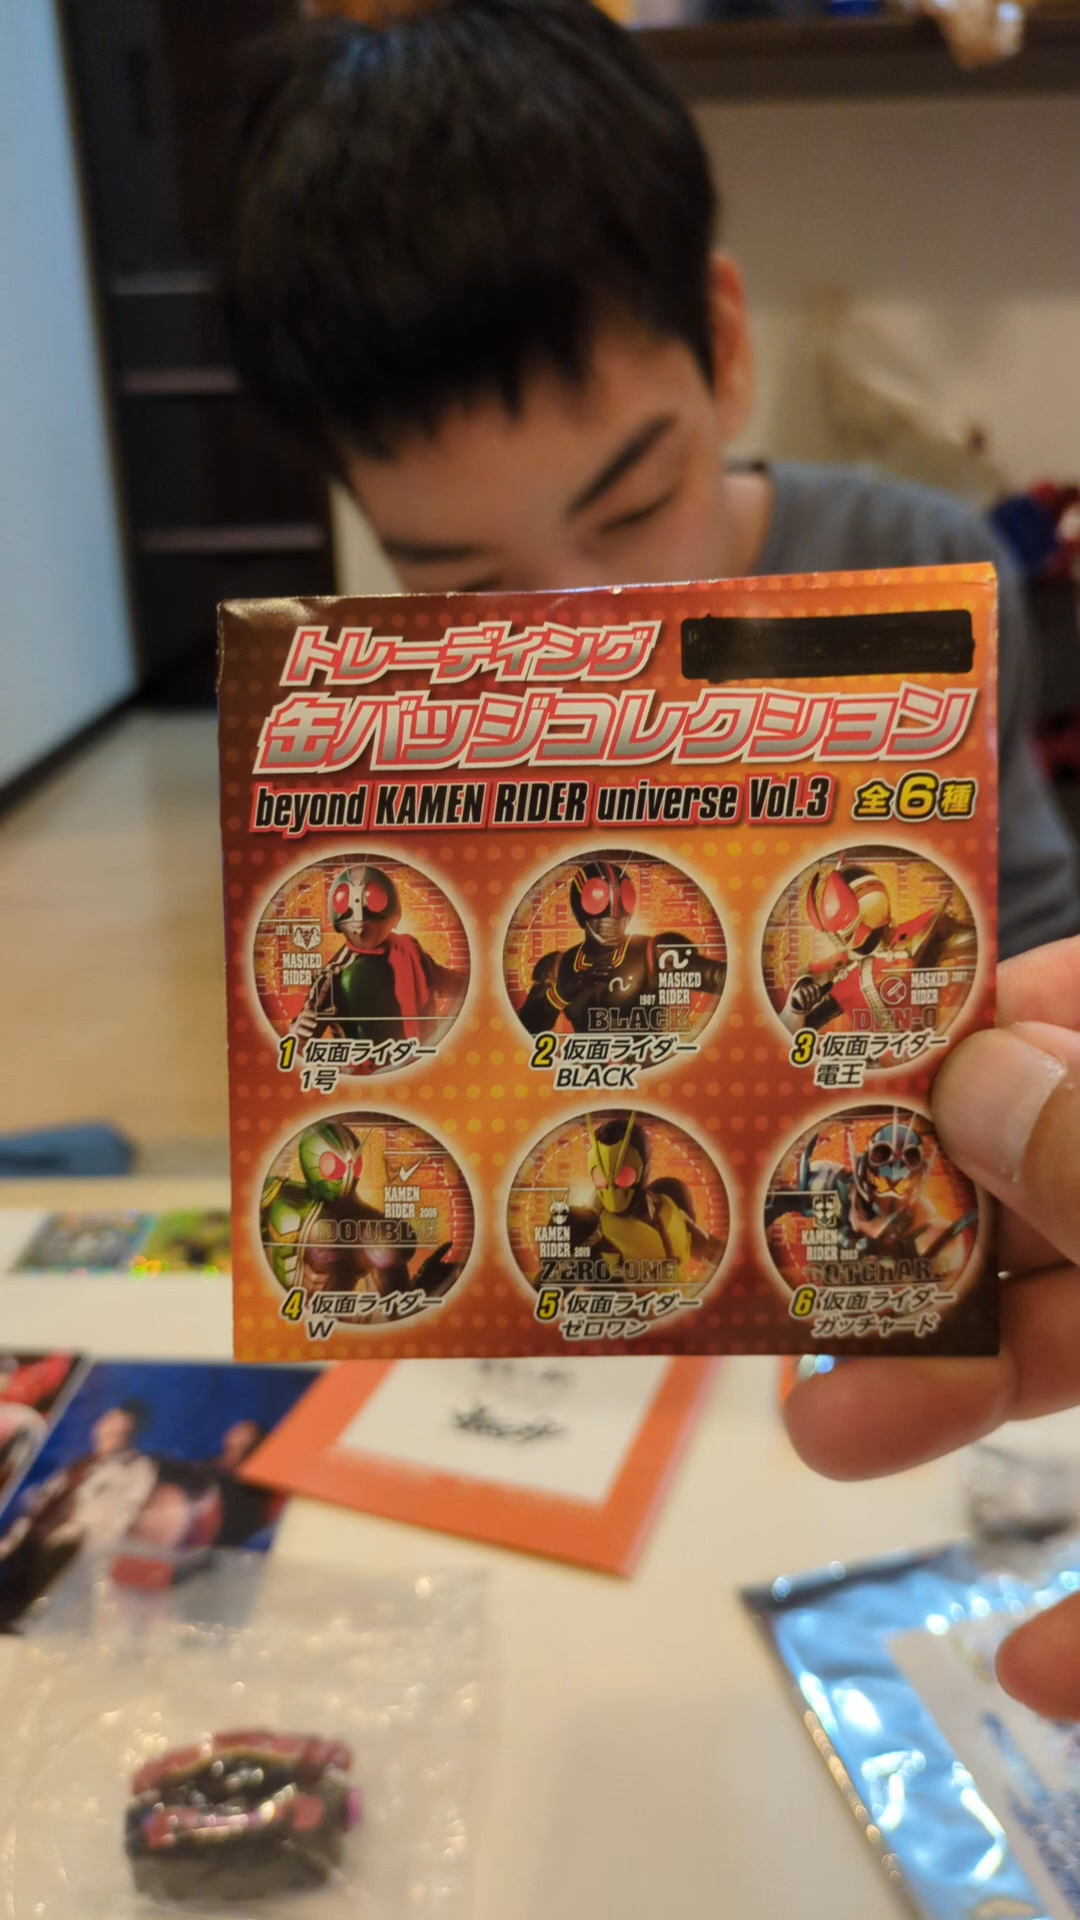 トレーディング
缶バッジコレクション
beyond KAMEN RIDER universe Vol.3 全6種
1971
MASKED
RIDER
1 仮面ライダー
1号
MASKED
1987 RIDER
BLACK
2 仮面ライダー
BLACK
MASKED 2007
RIDER
DEN-O
3 仮面ライダー
電王
KAMEN
RIDER 2009
DOUBLE
4 仮面ライダー
W
KAMEN
RIDER 2019
ZERO-ONE
5 仮面ライダー
ゼロワン
KAMEN
RIDER 2023
GOTCHARD
6 仮面ライダー
ガッチャード